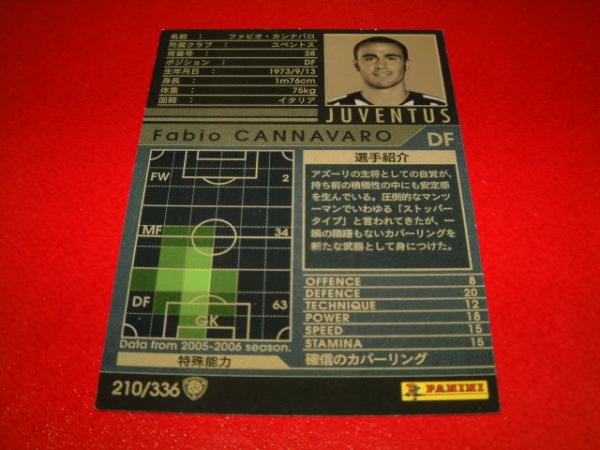 名前 : ファビオ・カンナバロ
所属クラブ : ユベントス
背番号 : 28
ポジション : DF
生年月日 : 1973/9/13
身長 : 1m76cm
体重 : 75kg
国籍 : イタリア
JUVENTUS
Fabio CANNAVARO DF
FW 2
MF 34
DF 63
GK
Data from 2005-2006 season.
選手紹介
アズーリの主将としての自覚が、
持ち前の積極性の中にも安定感
を生んでいる。圧倒的なマンツ
ーマンでいわゆる「ストッパー
タイプ」と言われてきたが、一
瞬の躊躇もないカバーリングを
新たな武器として身につけた。
OFFENCE 8
DEFENCE 20
TECHNIQUE 12
POWER 18
SPEED 15
STAMINA 15
特殊能力 確信のカバーリング
210/336
PANINI